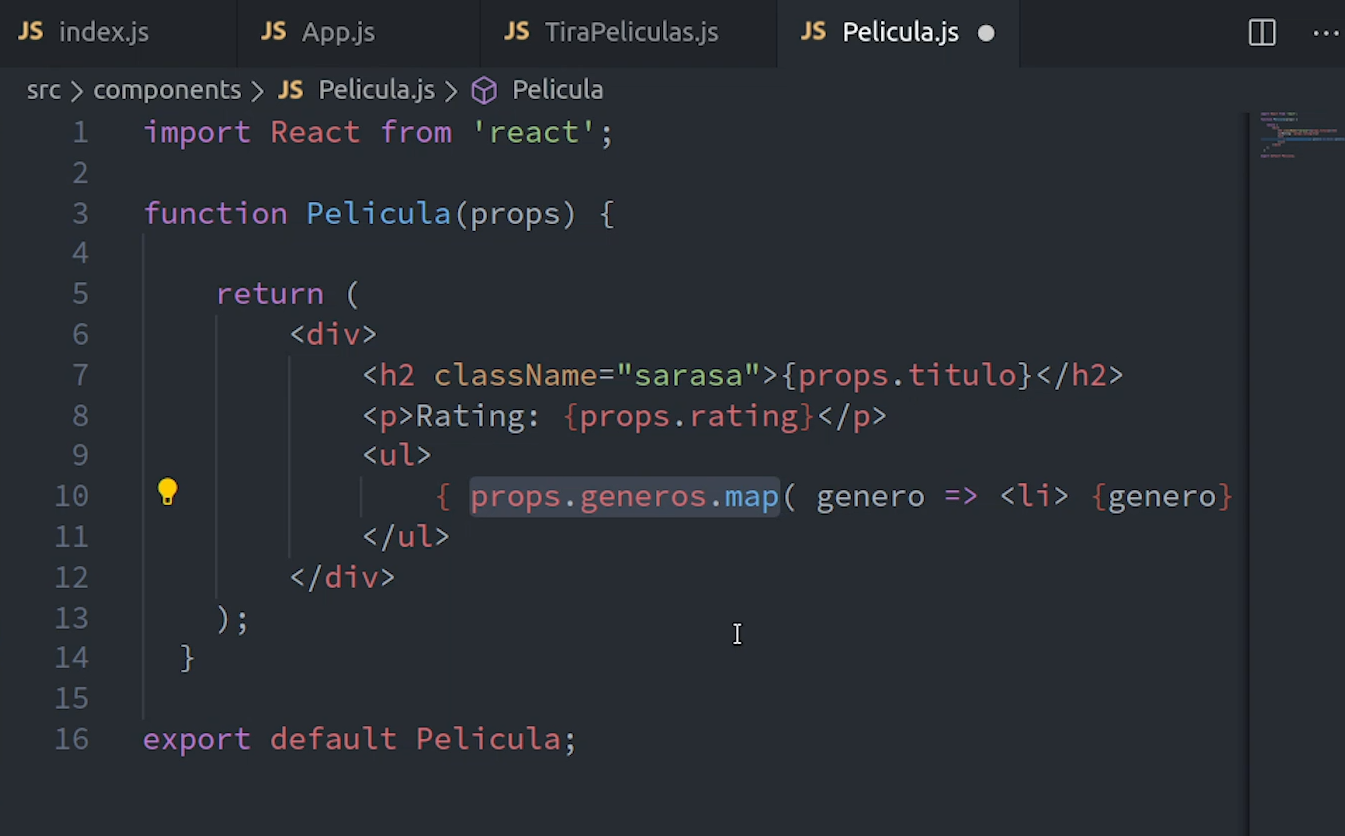 JS index.js JS App.js JS TiraPeliculas.js JS Pelicula.js
src > components > JS Pelicula.js > Pelicula
1 import React from 'react';
2
3 function Pelicula(props) {
4
5 return (
6 <div>
7 <h2 className="sarasa">{props.titulo}</h2>
8 <p>Rating: {props.rating}</p>
9 <ul>
10 { props.generos.map( genero => <li> {genero}
11 </ul>
12 </div>
13 );
14 }
15
16 export default Pelicula;